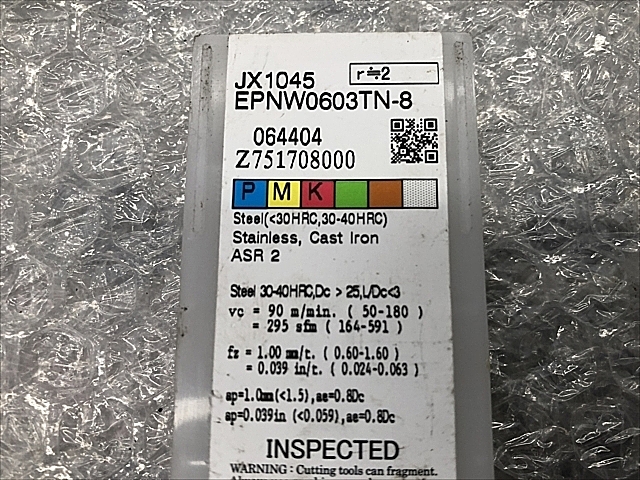 JX1045
r≒2
EPNW0603TN-8
064404
Z751708000
P M K
Steel(<30HRC,30-40HRC)
Stainless, Cast Iron
ASR 2
Steel 30-40HRC,Dc > 25,L/Dc<3
vc = 90 m/min. ( 50-180 )
= 295 sfm ( 164-591 )
fz = 1.00 mm/t. ( 0.60-1.60 )
= 0.039 in/t. ( 0.024-0.063 )
ap=1.0mm(<1.5),ae=0.8Dc
ap=0.039in (<0.059),ae=0.8Dc
INSPECTED
WARNING : Cutting tools can fragment.